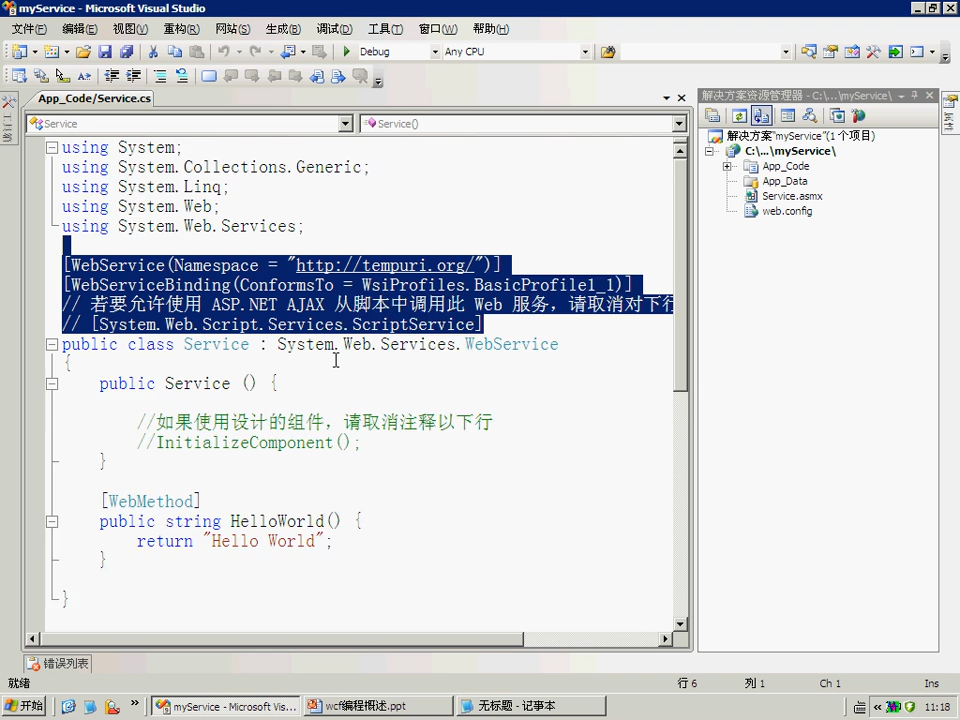 myService - Microsoft Visual Studio
文件(F) 编辑(E) 视图(V) 重构(R) 网站(S) 生成(B) 调试(D) 工具(T) 窗口(W) 帮助(H)
Debug Any CPU
App_Code/Service.cs
Service Service()
using System;
using System.Collections.Generic;
using System.Linq;
using System.Web;
using System.Web.Services;
[WebService(Namespace = "http://tempuri.org/")]
[WebServiceBinding(ConformsTo = WsiProfiles.BasicProfile1_1)]
// 若要允许使用 ASP.NET AJAX 从脚本中调用此 Web 服务，请取消对下行
// [System.Web.Script.Services.ScriptService]
public class Service : System.Web.Services.WebService
{
public Service () {
//如果使用设计的组件，请取消注释以下行
//InitializeComponent();
}
[WebMethod]
public string HelloWorld() {
return "Hello World";
}
}
解决方案资源管理器 - C:\...\myService\
解决方案"myService"(1 个项目)
C:\...\myService\
App_Code
App_Data
Service.asmx
web.config
工具箱
属性
错误列表
就绪 行 6 列 1 Ch 1 Ins
开始 » myService - Microsoft Vis... wcf编程概述.ppt 无标题 - 记事本 « 11:18